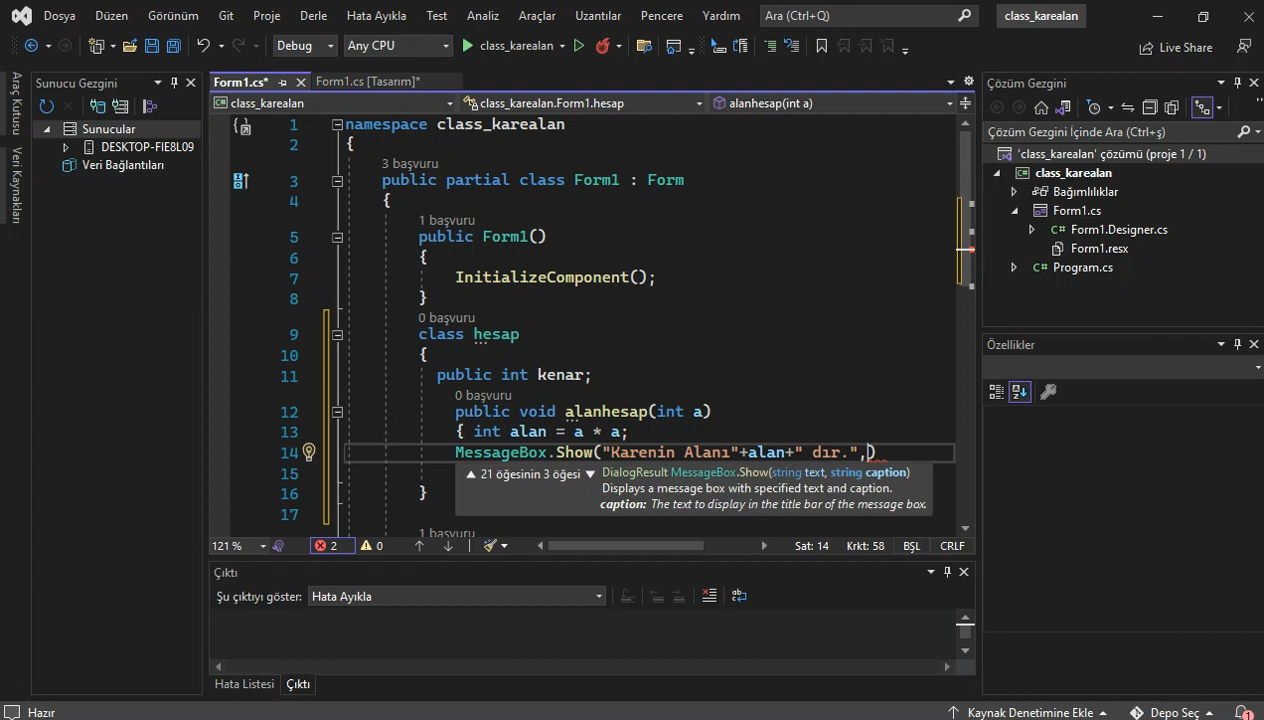 Dosya Düzen Görünüm Git Proje Derle Hata Ayıkla Test Analiz Araçlar Uzantılar Pencere Yardım Ara (Ctrl+Q) class_karealan
Debug Any CPU class_karealan Live Share
Araç Kutusu
Veri Kaynakları
Sunucu Gezgini
Sunucular
DESKTOP-FIE8L09
Veri Bağlantıları
Form1.cs* Form1.cs [Tasarım]*
class_karealan class_karealan.Form1.hesap alanhesap(int a)
1 namespace class_karealan
2 {
3 başvuru
3 public partial class Form1 : Form
4 {
1 başvuru
5 public Form1()
6 {
7 InitializeComponent();
8 }
0 başvuru
9 class hesap
10 {
11 public int kenar;
0 başvuru
12 public void alanhesap(int a)
13 { int alan = a * a;
14 MessageBox.Show("Karenin Alanı"+alan+" dır.",)
15
16 }
17
1 başvuru
21 öğesinin 3 öğesi DialogResult MessageBox.Show(string text, string caption)
Displays a message box with specified text and caption.
caption: The text to display in the title bar of the message box.
121 % 2 0 Sat: 14 Krkt: 58 BŞL CRLF
Çıktı
Şu çıktıyı göster: Hata Ayıkla
Hata Listesi Çıktı
Çözüm Gezgini
Çözüm Gezgini İçinde Ara (Ctrl+ş)
'class_karealan' çözümü (proje 1 / 1)
class_karealan
Bağımlılıklar
Form1.cs
C# Form1.Designer.cs
Form1.resx
C# Program.cs
Özellikler
Hazır Kaynak Denetimine Ekle Depo Seç 1